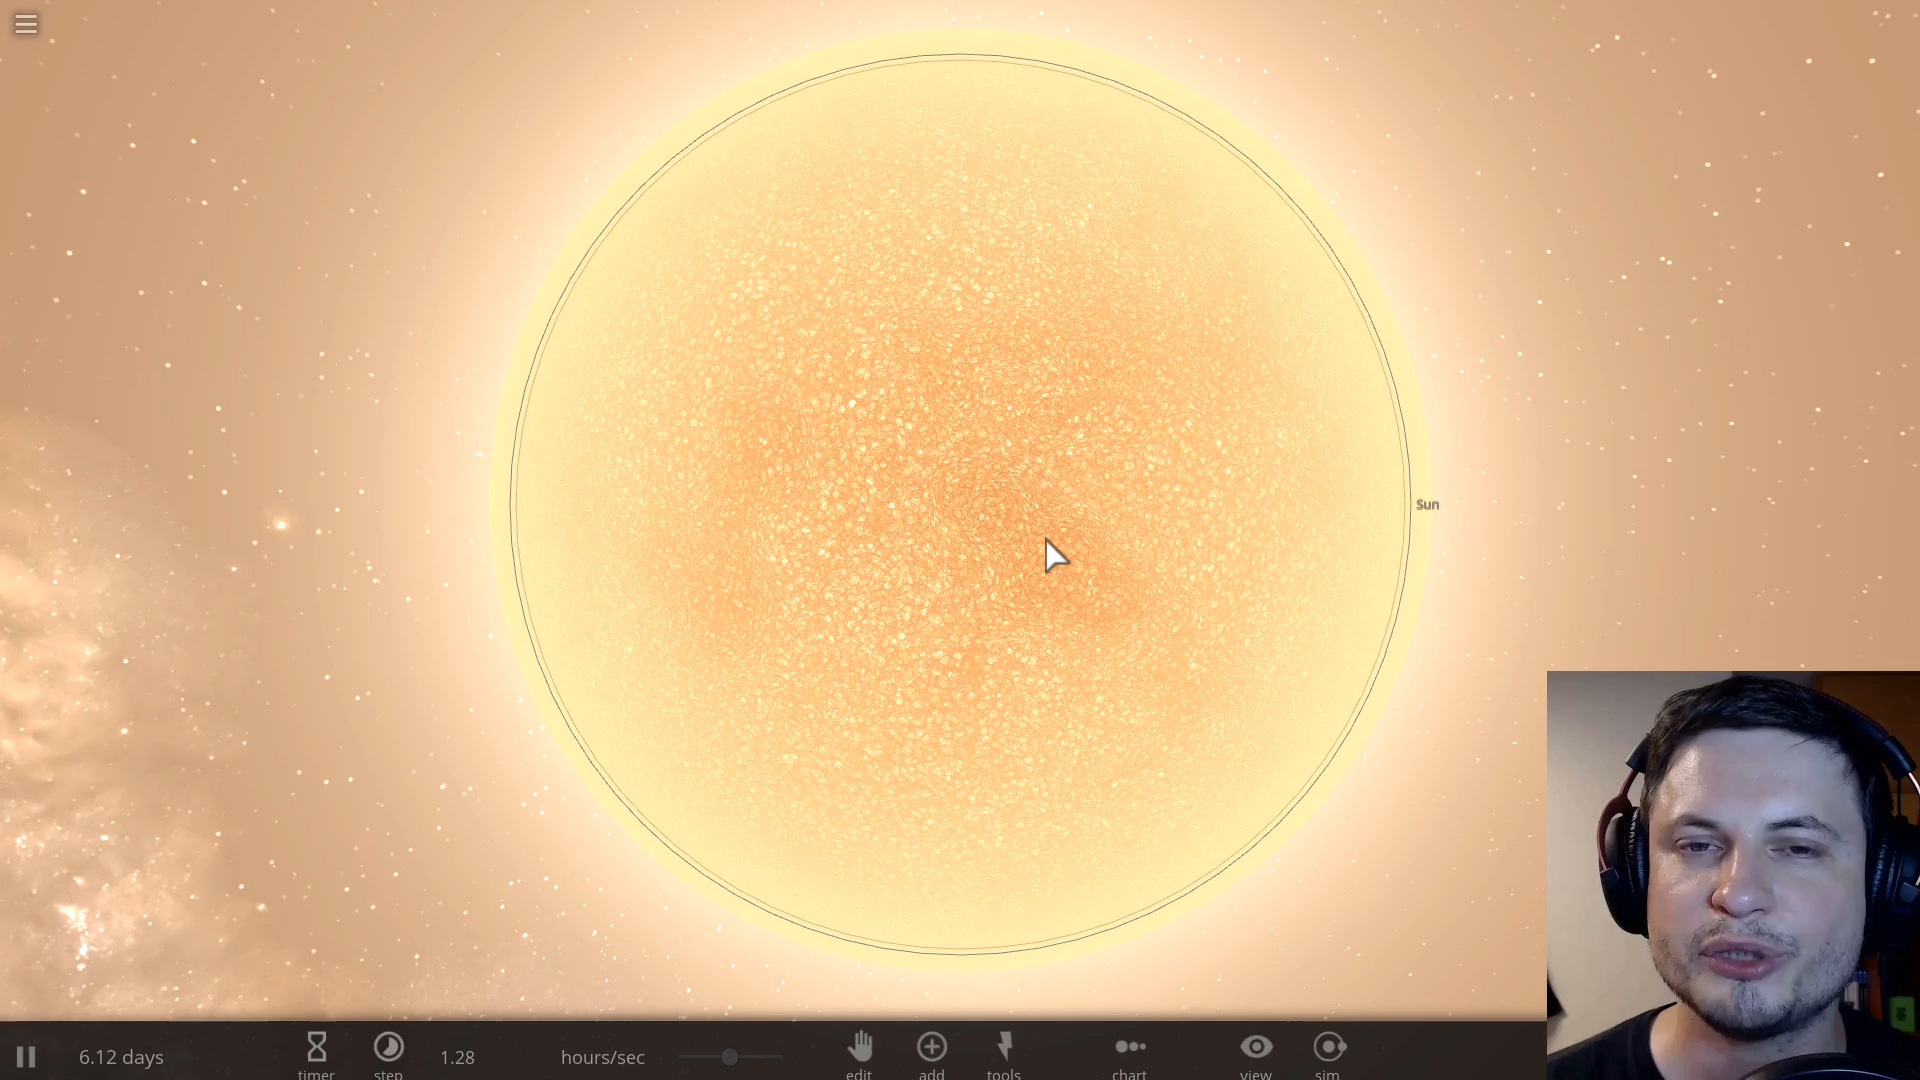 Sun
6.12 days
timer
step
1.28
hours/sec
edit
add
tools
chart
view
sim